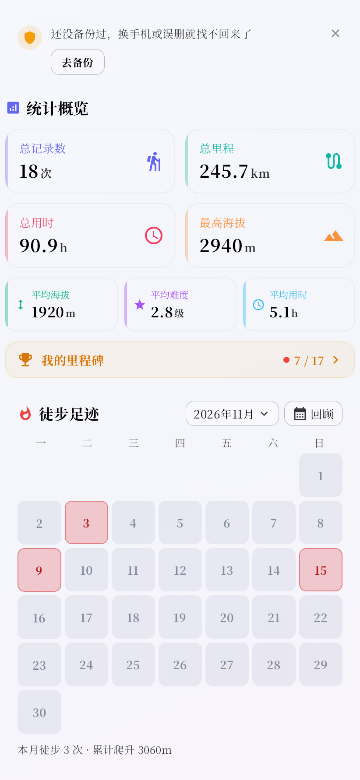 还没备份过，换手机或误删就找不回来了
去备份
统计概览
总记录数
18次
总里程
245.7km
总用时
90.9h
最高海拔
2940m
平均海拔
1920m
平均难度
2.8级
平均用时
5.1h
我的里程碑
7 / 17
徒步足迹
2026年11月
回顾
一 二 三 四 五 六 日
1
2 3 4 5 6 7 8
9 10 11 12 13 14 15
16 17 18 19 20 21 22
23 24 25 26 27 28 29
30
本月徒步 3 次 · 累计爬升 3060m